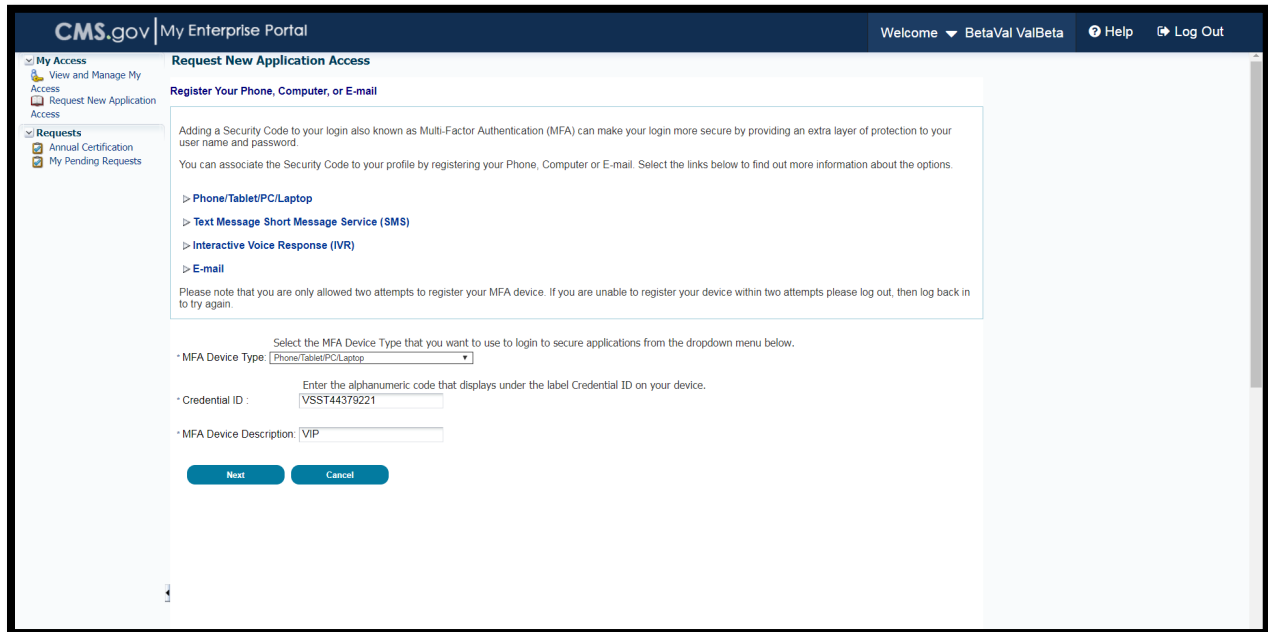 CMS.gov My Enterprise Portal
Welcome BetaVal ValBeta Help Log Out
My Access
View and Manage My
Access
Request New Application
Access
Requests
Annual Certification
My Pending Requests
Request New Application Access
Register Your Phone, Computer, or E-mail
Adding a Security Code to your login also known as Multi-Factor Authentication (MFA) can make your login more secure by providing an extra layer of protection to your
user name and password.
You can associate the Security Code to your profile by registering your Phone, Computer or E-mail. Select the links below to find out more information about the options.
Phone/Tablet/PC/Laptop
Text Message Short Message Service (SMS)
Interactive Voice Response (IVR)
E-mail
Please note that you are only allowed two attempts to register your MFA device. If you are unable to register your device within two attempts please log out, then log back in
to try again.
Select the MFA Device Type that you want to use to login to secure applications from the dropdown menu below.
* MFA Device Type: Phone/Tablet/PC/Laptop
Enter the alphanumeric code that displays under the label Credential ID on your device.
* Credential ID : VSST44379221
* MFA Device Description: VIP
Next Cancel